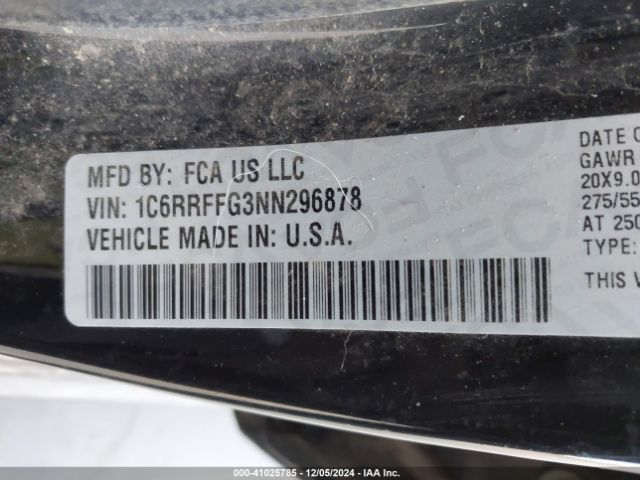 MFD BY: FCA US LLC
VIN: 1C6RRFFG3NN296878
VEHICLE MADE IN: U.S.A.
DATE O
GAWR
20X9.0
275/55
AT 250
TYPE:
THIS V
000-41025785 - 12/05/2024 - IAA Inc.